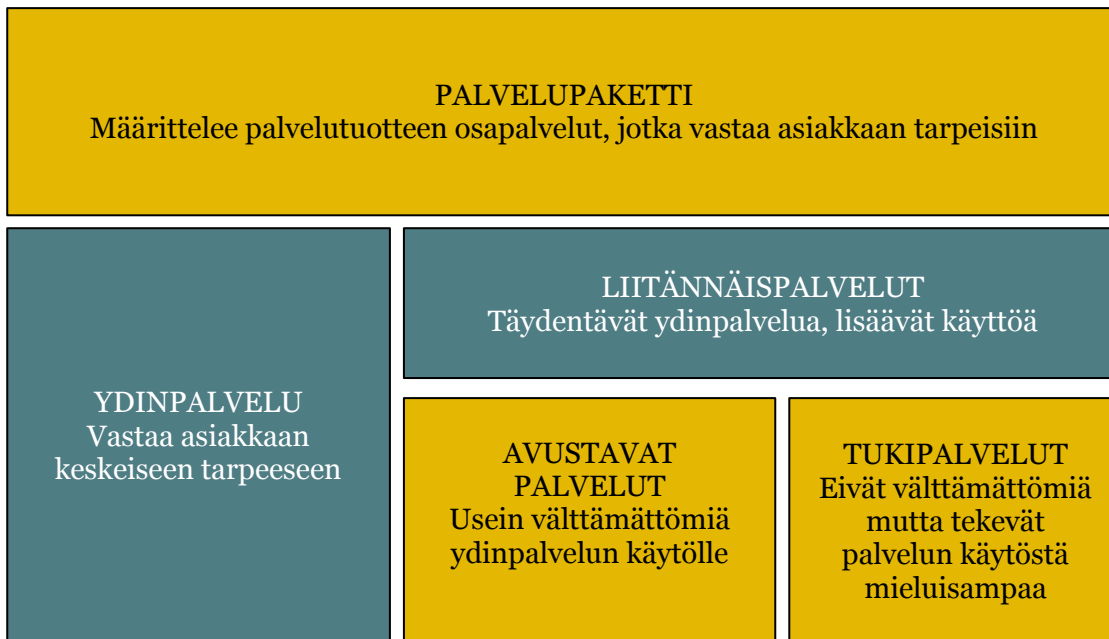 PALVELUPAKETTI
Määrittelee palvelutuotteen osapalvelut, jotka vastaa asiakkaan tarpeisiin
YDINPALVELU
Vastaa asiakkaan
keskeiseen tarpeeseen
LIITÄNNÄISPALVELUT
Täydentävät ydinpalvelua, lisäävät käyttöä
AVUSTAVAT
PALVELUT
Usein välttämättömiä
ydinpalvelun käytölle
TUKIPALVELUT
Eivät välttämättömiä
mutta tekevät
palvelun käytöstä
mieluisampaa